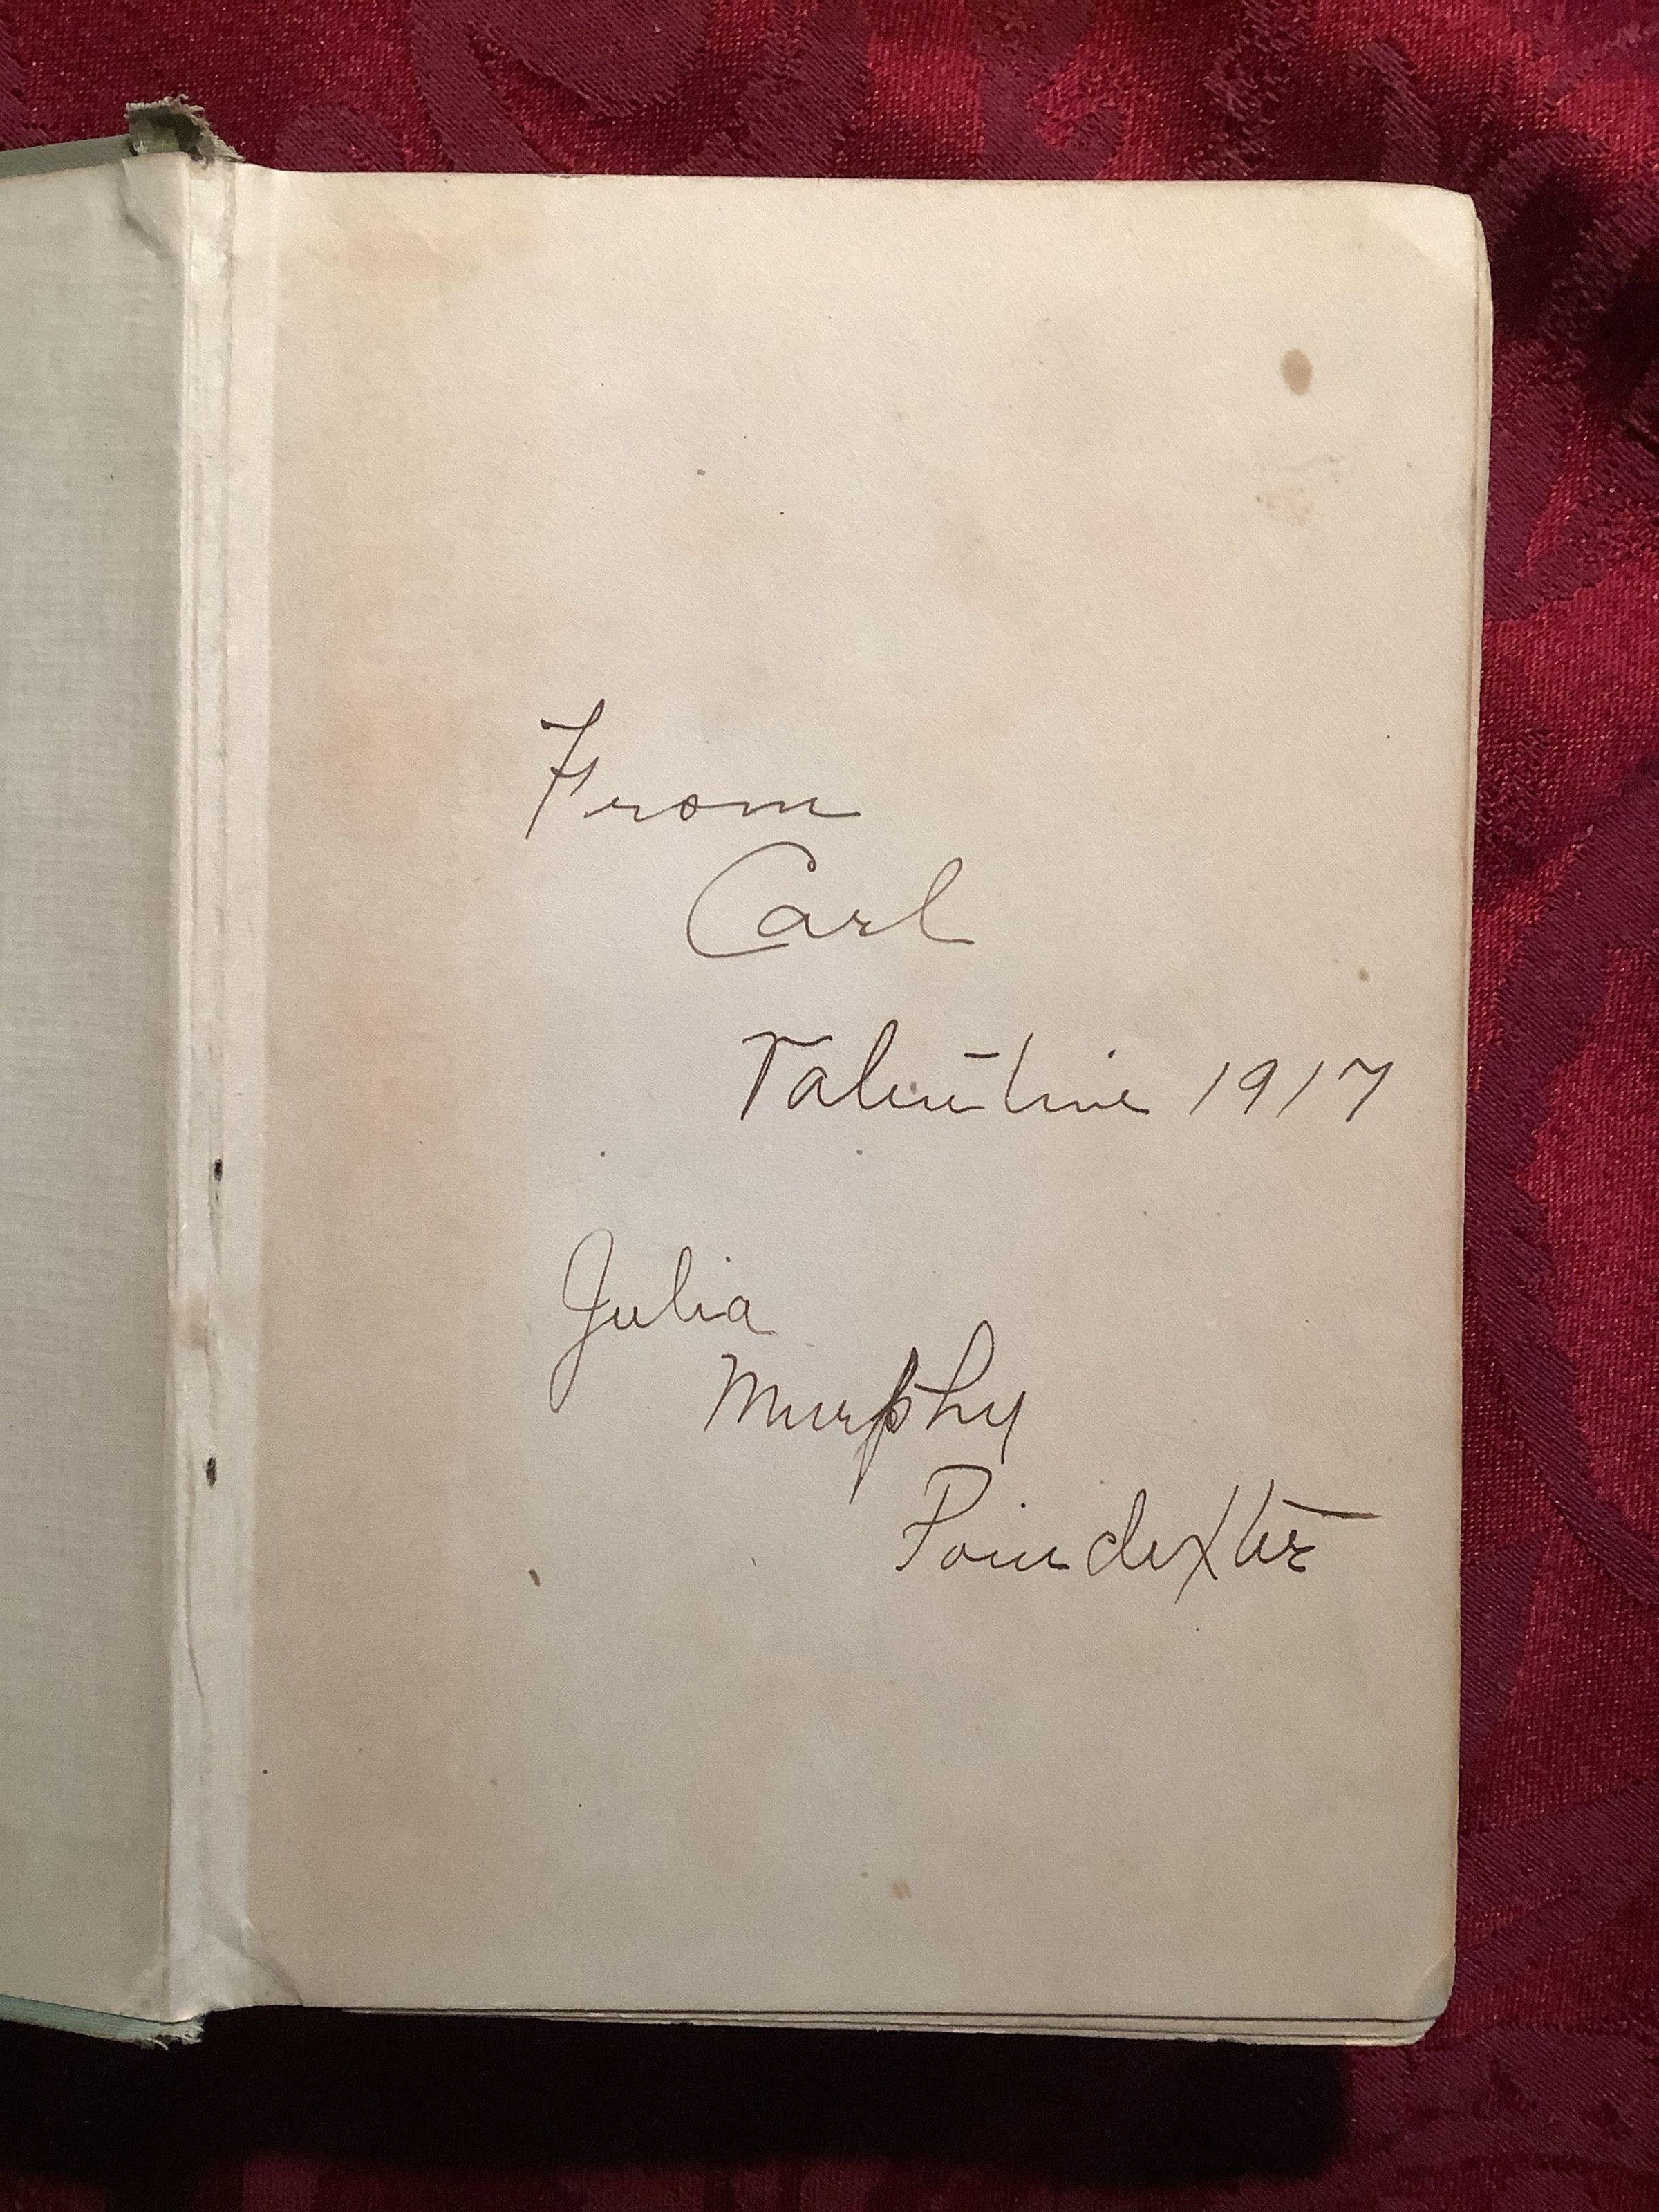 From
Carl
Valentine 1917
Julia
Murphy
Poindexter